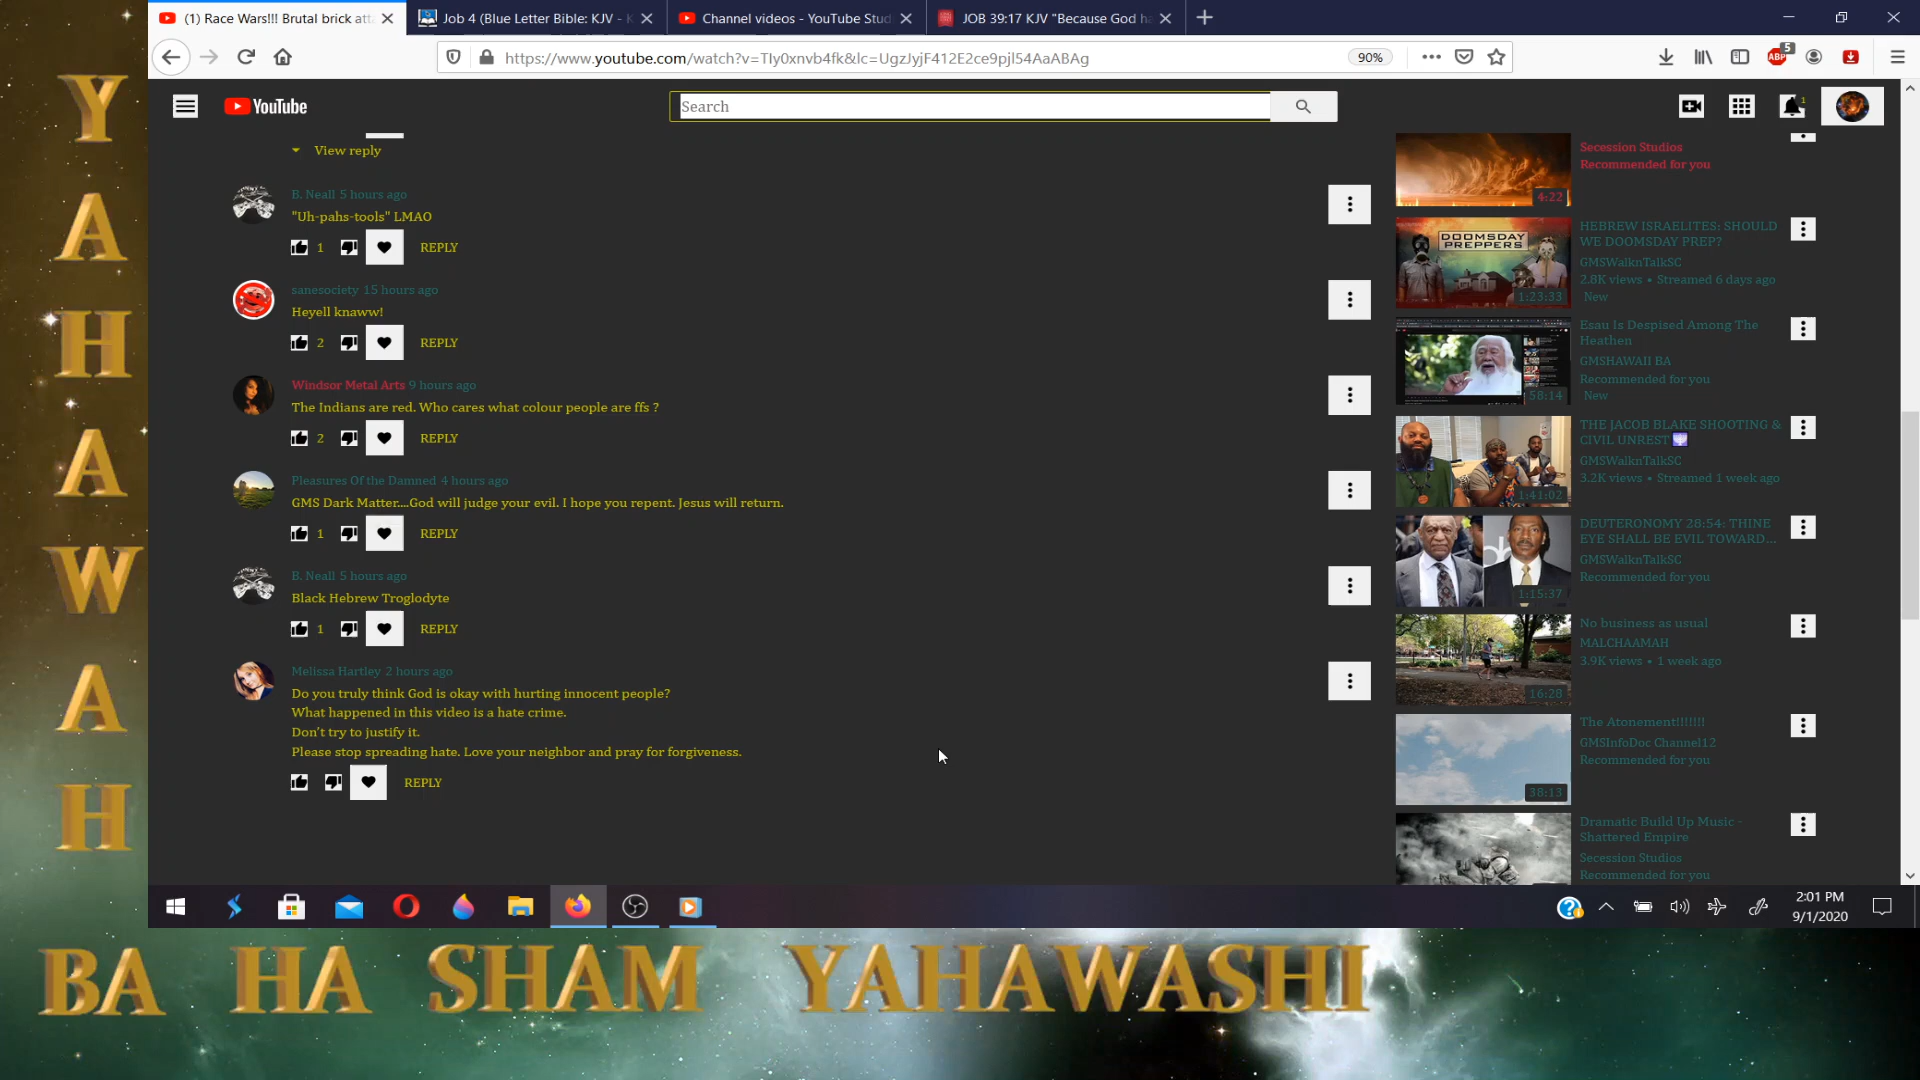 (1) Race Wars!!! Brutal brick att
Job 4 (Blue Letter Bible: KJV - K
Channel videos - YouTube Stud
JOB 39:17 KJV "Because God ha
https://www.youtube.com/watch?v=TIy0xnvb4fk&lc=UgzJyjF412E2ce9pjl54AaABAg
90%
ABP
5
YouTube
Search
1
View reply
B. Neall 5 hours ago
"Uh-pahs-tools" LMAO
1 REPLY
sanesociety 15 hours ago
Heyell knaww!
2 REPLY
Windsor Metal Arts 9 hours ago
The Indians are red. Who cares what colour people are ffs ?
2 REPLY
Pleasures Of the Damned 4 hours ago
GMS Dark Matter....God will judge your evil. I hope you repent. Jesus will return.
1 REPLY
B. Neall 5 hours ago
Black Hebrew Troglodyte
1 REPLY
Melissa Hartley 2 hours ago
Do you truly think God is okay with hurting innocent people?
What happened in this video is a hate crime.
Don't try to justify it.
Please stop spreading hate. Love your neighbor and pray for forgiveness.
REPLY
Secession Studios
Recommended for you
4:22
DOOMSDAY
PREPPERS
1:23:33
HEBREW ISRAELITES: SHOULD
WE DOOMSDAY PREP?
GMSWalknTalkSC
2.8K views • Streamed 6 days ago
New
58:14
Esau Is Despised Among The
Heathen
GMSHAWAII BA
Recommended for you
New
1:41:02
THE JACOB BLAKE SHOOTING &
CIVIL UNREST
GMSWalknTalkSC
3.2K views • Streamed 1 week ago
1:15:37
DEUTERONOMY 28:54: THINE
EYE SHALL BE EVIL TOWARD...
GMSWalknTalkSC
Recommended for you
16:28
No business as usual
MALCHAAMAH
3.9K views • 1 week ago
38:13
The Atonement!!!!!!!
GMSInfoDoc Channel12
Recommended for you
Dramatic Build Up Music -
Shattered Empire
Secession Studios
Recommended for you
2:01 PM
9/1/2020
Y
A
H
A
W
A
H
BA HA SHAM YAHAWASHI